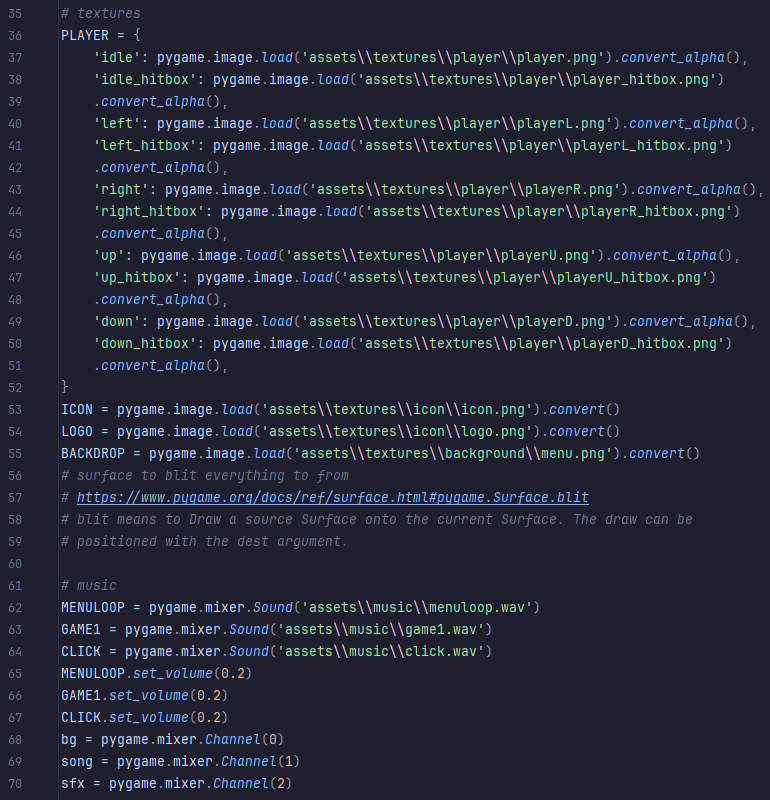 35 # textures
36 PLAYER = {
37 'idle': pygame.image.load('assets\\textures\\player\\player.png').convert_alpha(),
38 'idle_hitbox': pygame.image.load('assets\\textures\\player\\player_hitbox.png')
39 .convert_alpha(),
40 'left': pygame.image.load('assets\\textures\\player\\playerL.png').convert_alpha(),
41 'left_hitbox': pygame.image.load('assets\\textures\\player\\playerL_hitbox.png')
42 .convert_alpha(),
43 'right': pygame.image.load('assets\\textures\\player\\playerR.png').convert_alpha(),
44 'right_hitbox': pygame.image.load('assets\\textures\\player\\playerR_hitbox.png')
45 .convert_alpha(),
46 'up': pygame.image.load('assets\\textures\\player\\playerU.png').convert_alpha(),
47 'up_hitbox': pygame.image.load('assets\\textures\\player\\playerU_hitbox.png')
48 .convert_alpha(),
49 'down': pygame.image.load('assets\\textures\\player\\playerD.png').convert_alpha(),
50 'down_hitbox': pygame.image.load('assets\\textures\\player\\playerD_hitbox.png')
51 .convert_alpha(),
52 }
53 ICON = pygame.image.load('assets\\textures\\icon\\icon.png').convert()
54 LOGO = pygame.image.load('assets\\textures\\icon\\logo.png').convert()
55 BACKDROP = pygame.image.load('assets\\textures\\background\\menu.png').convert()
56 # surface to blit everything to from
57 # https://www.pygame.org/docs/ref/surface.html#pygame.Surface.blit
58 # blit means to Draw a source Surface onto the current Surface. The draw can be
59 # positioned with the dest argument.
60
61 # music
62 MENULOOP = pygame.mixer.Sound('assets\\music\\menuloop.wav')
63 GAME1 = pygame.mixer.Sound('assets\\music\\game1.wav')
64 CLICK = pygame.mixer.Sound('assets\\music\\click.wav')
65 MENULOOP.set_volume(0.2)
66 GAME1.set_volume(0.2)
67 CLICK.set_volume(0.2)
68 bg = pygame.mixer.Channel(0)
69 song = pygame.mixer.Channel(1)
70 sfx = pygame.mixer.Channel(2)